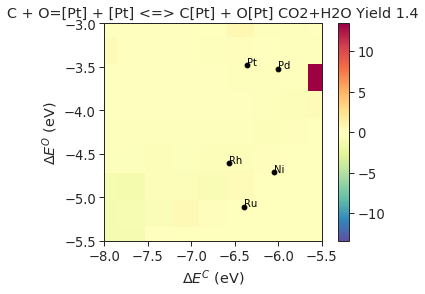 C + O=[Pt] + [Pt] <=> C[Pt] + O[Pt] CO2+H2O Yield 1.4
−3.0
−3.5
−4.0
−4.5
−5.0
−5.5
ΔE^O (eV)
Pt
Pd
Rh
Ni
Ru
−8.0 −7.5 −7.0 −6.5 −6.0 −5.5
ΔE^C (eV)
10
5
0
−5
−10